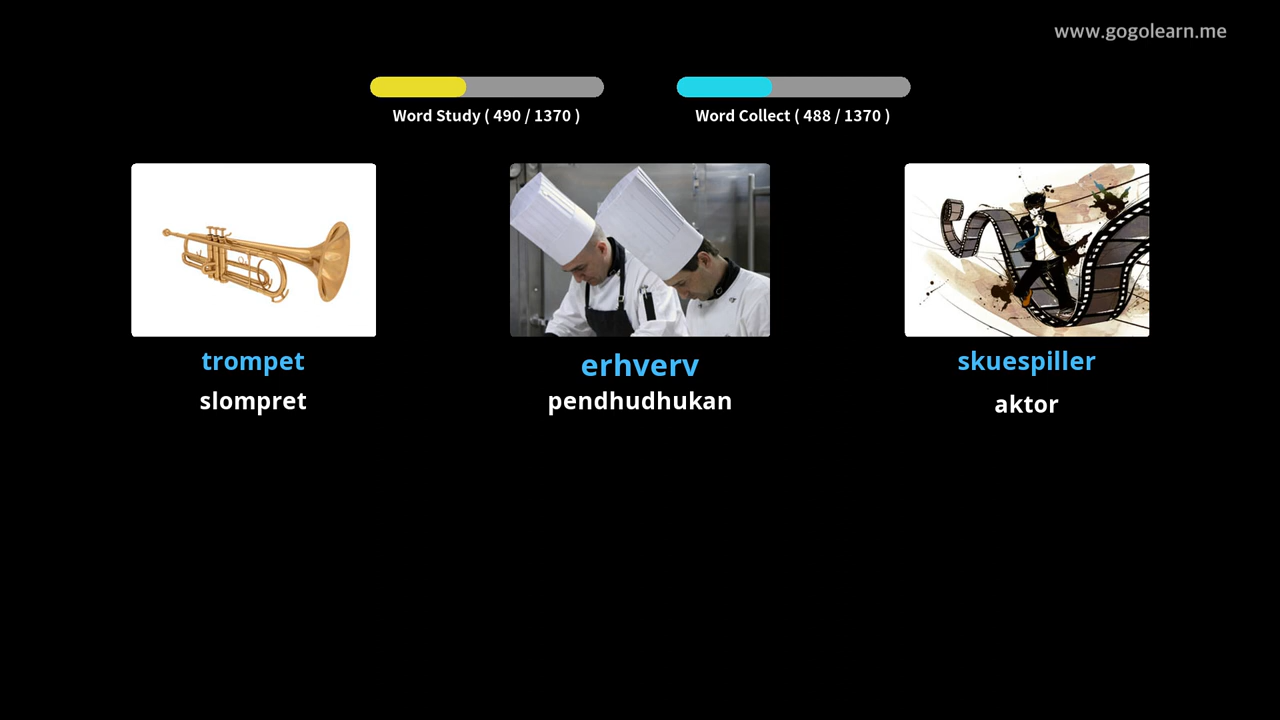 www.gogolearn.me
Word Study ( 490 / 1370 )
Word Collect ( 488 / 1370 )
trompet
slompret
erhverv
pendhudhukan
skuespiller
aktor